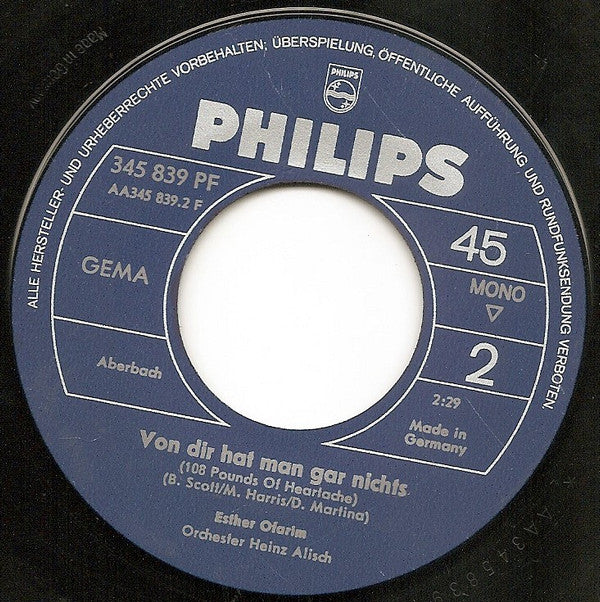 ALLE HERSTELLER- UND URHEBERRECHTE VORBEHALTEN; ÜBERSPIELUNG, ÖFFENTLICHE AUFFÜHRUNG UND RUNDFUNKSENDUNG VERBOTEN.
PHILIPS
PHILIPS
345 839 PF
AA345 839.2 F
GEMA
Aberbach
45
MONO
▽
2
2:29
Made in
Germany
Von dir hat man gar nichts
(108 Pounds Of Heartache)
(B. Scott/M. Harris/D. Martina)
Esther Ofarim
Orchester Heinz Alisch